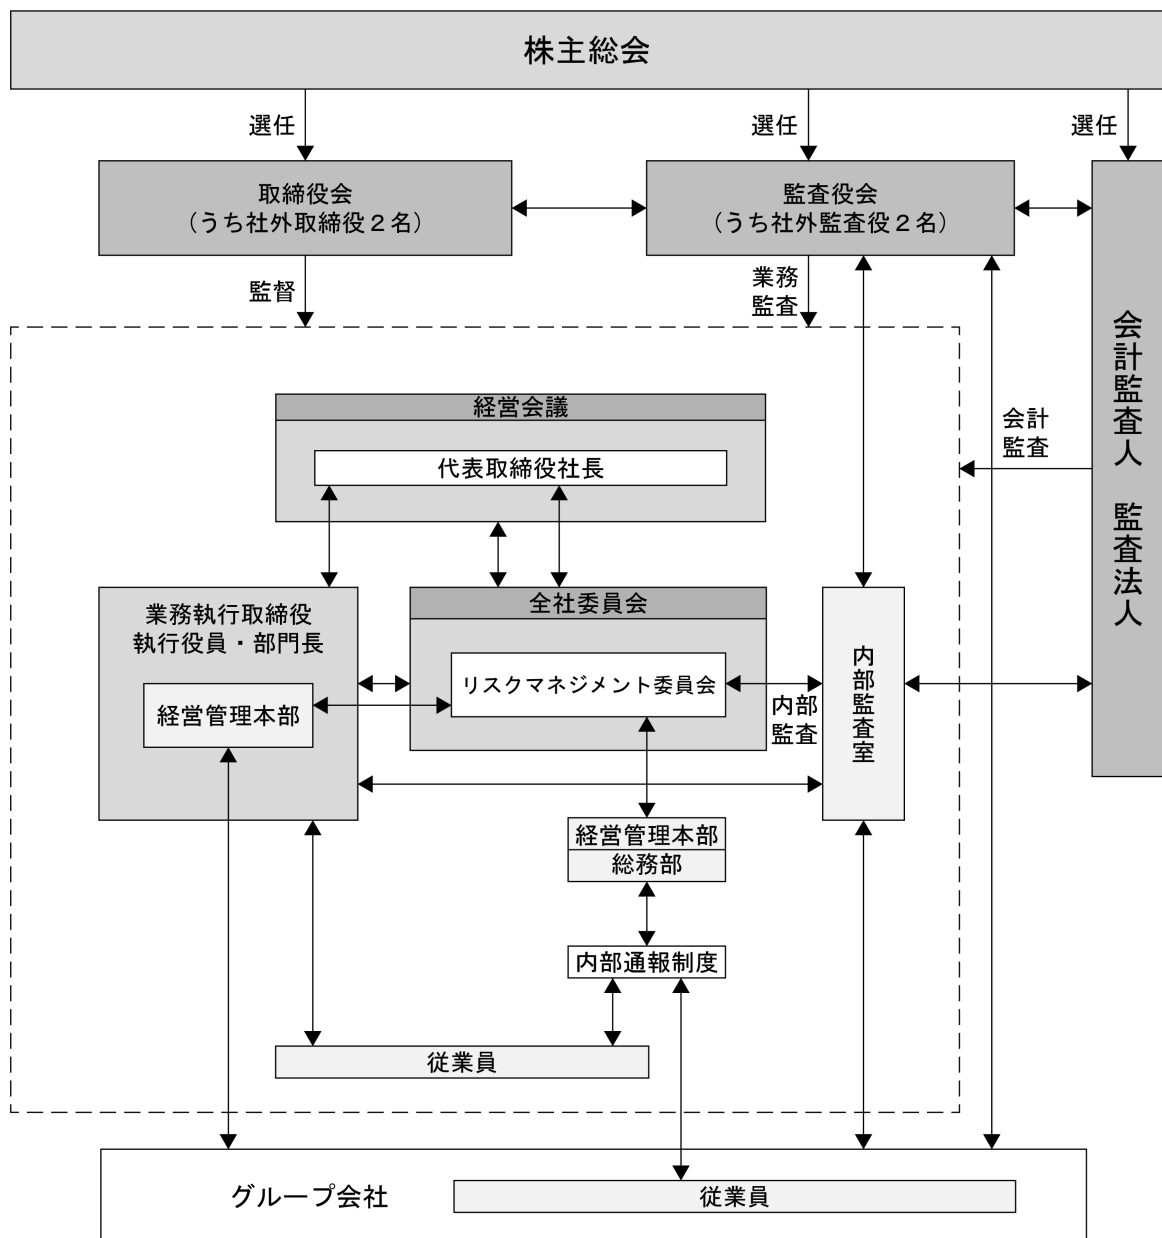 株主総会
選任
選任
選任
取締役会
（うち社外取締役２名）
監査役会
（うち社外監査役２名）
監督
業務
監査
会計監査人　監査法人
経営会議
代表取締役社長
会計
監査
業務執行取締役
執行役員・部門長
経営管理本部
全社委員会
リスクマネジメント委員会
内部
監査
内部監査室
経営管理本部
総務部
内部通報制度
従業員
グループ会社
従業員